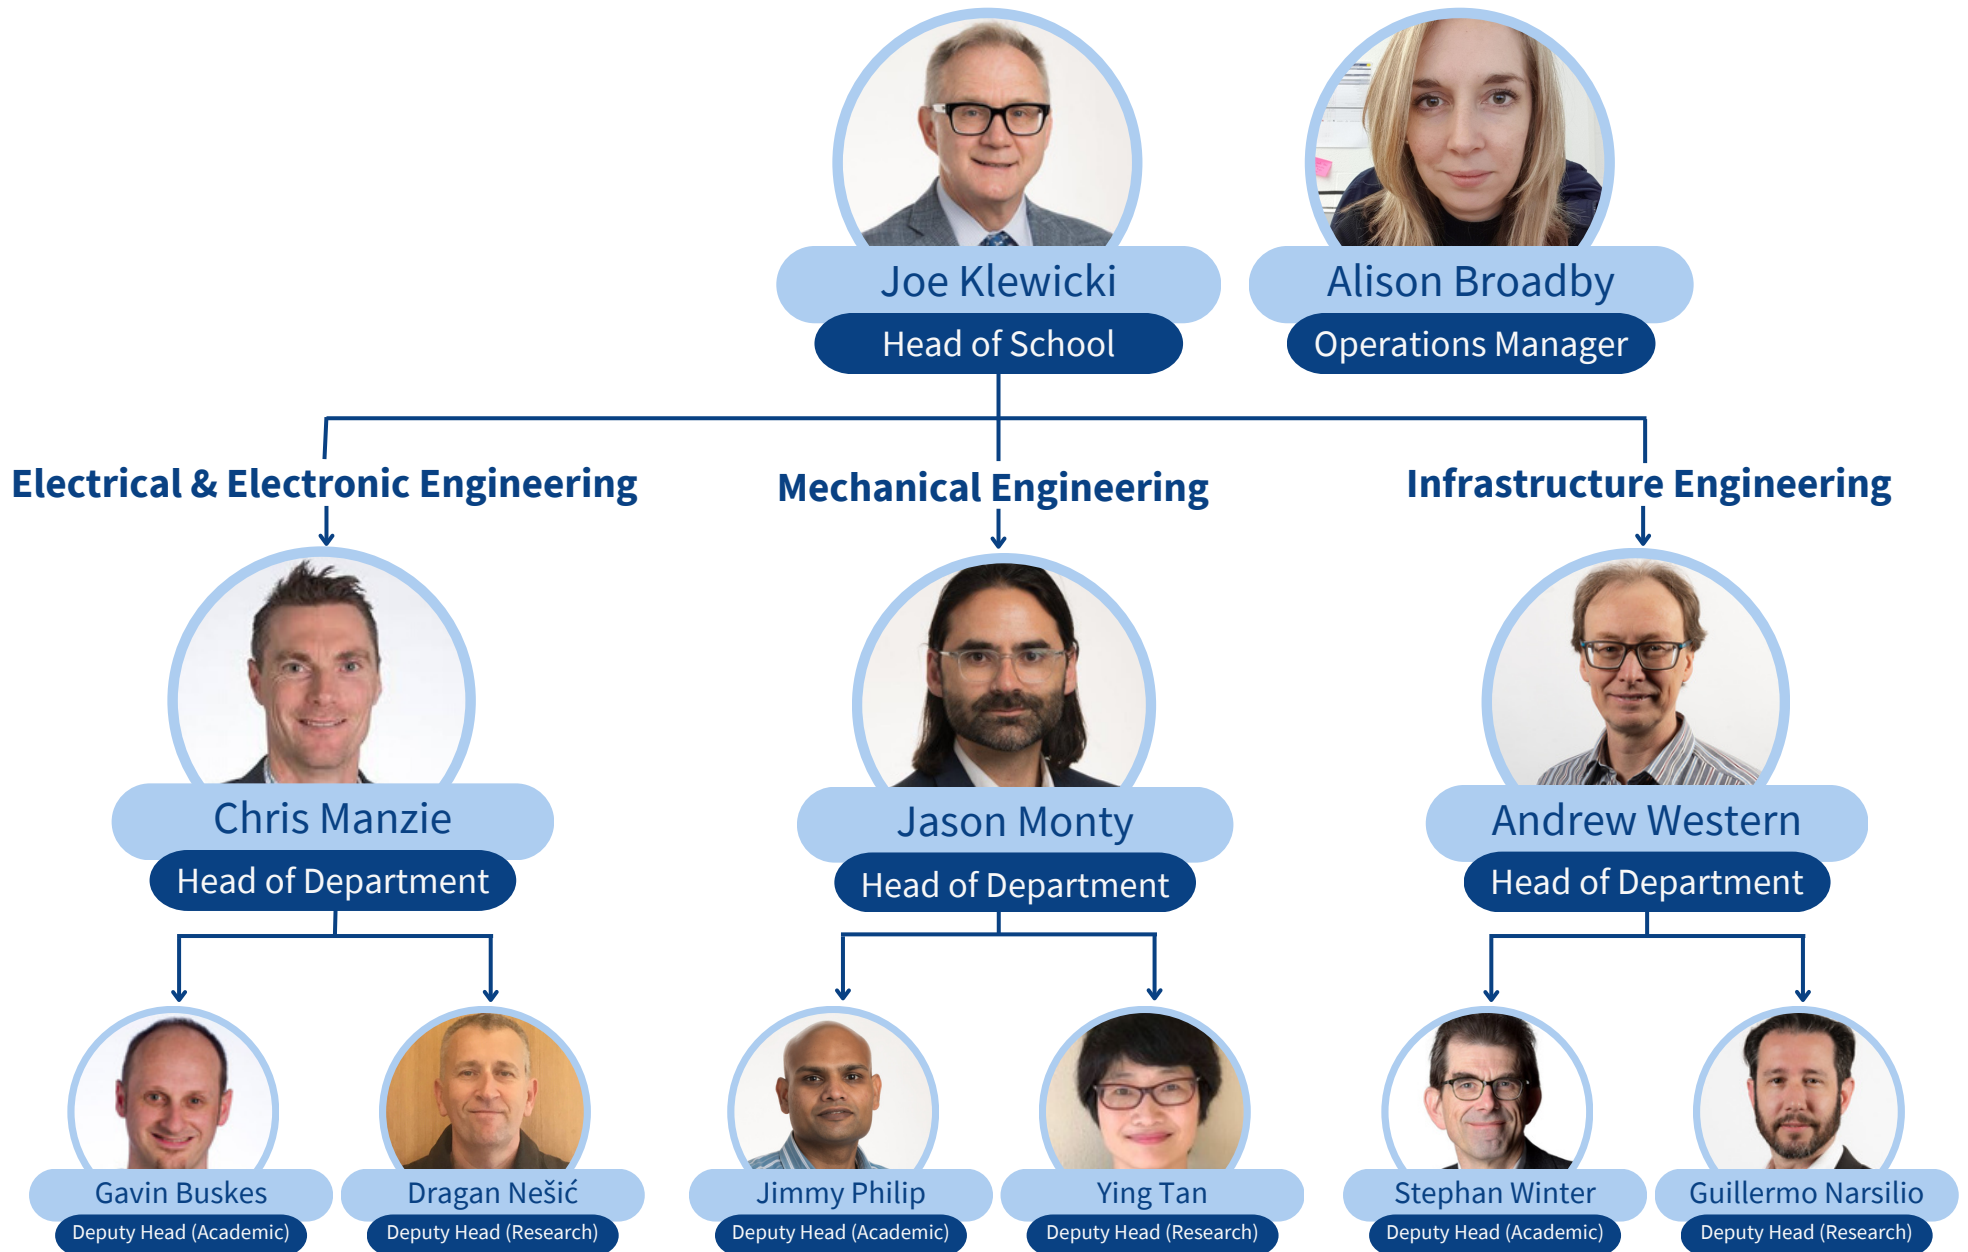 Joe Klewicki
Head of School
Alison Broadby
Operations Manager
Electrical & Electronic Engineering
Mechanical Engineering
Infrastructure Engineering
Chris Manzie
Head of Department
Jason Monty
Head of Department
Andrew Western
Head of Department
Gavin Buskes
Deputy Head (Academic)
Dragan Nešić
Deputy Head (Research)
Jimmy Philip
Deputy Head (Academic)
Ying Tan
Deputy Head (Research)
Stephan Winter
Deputy Head (Academic)
Guillermo Narsilio
Deputy Head (Research)